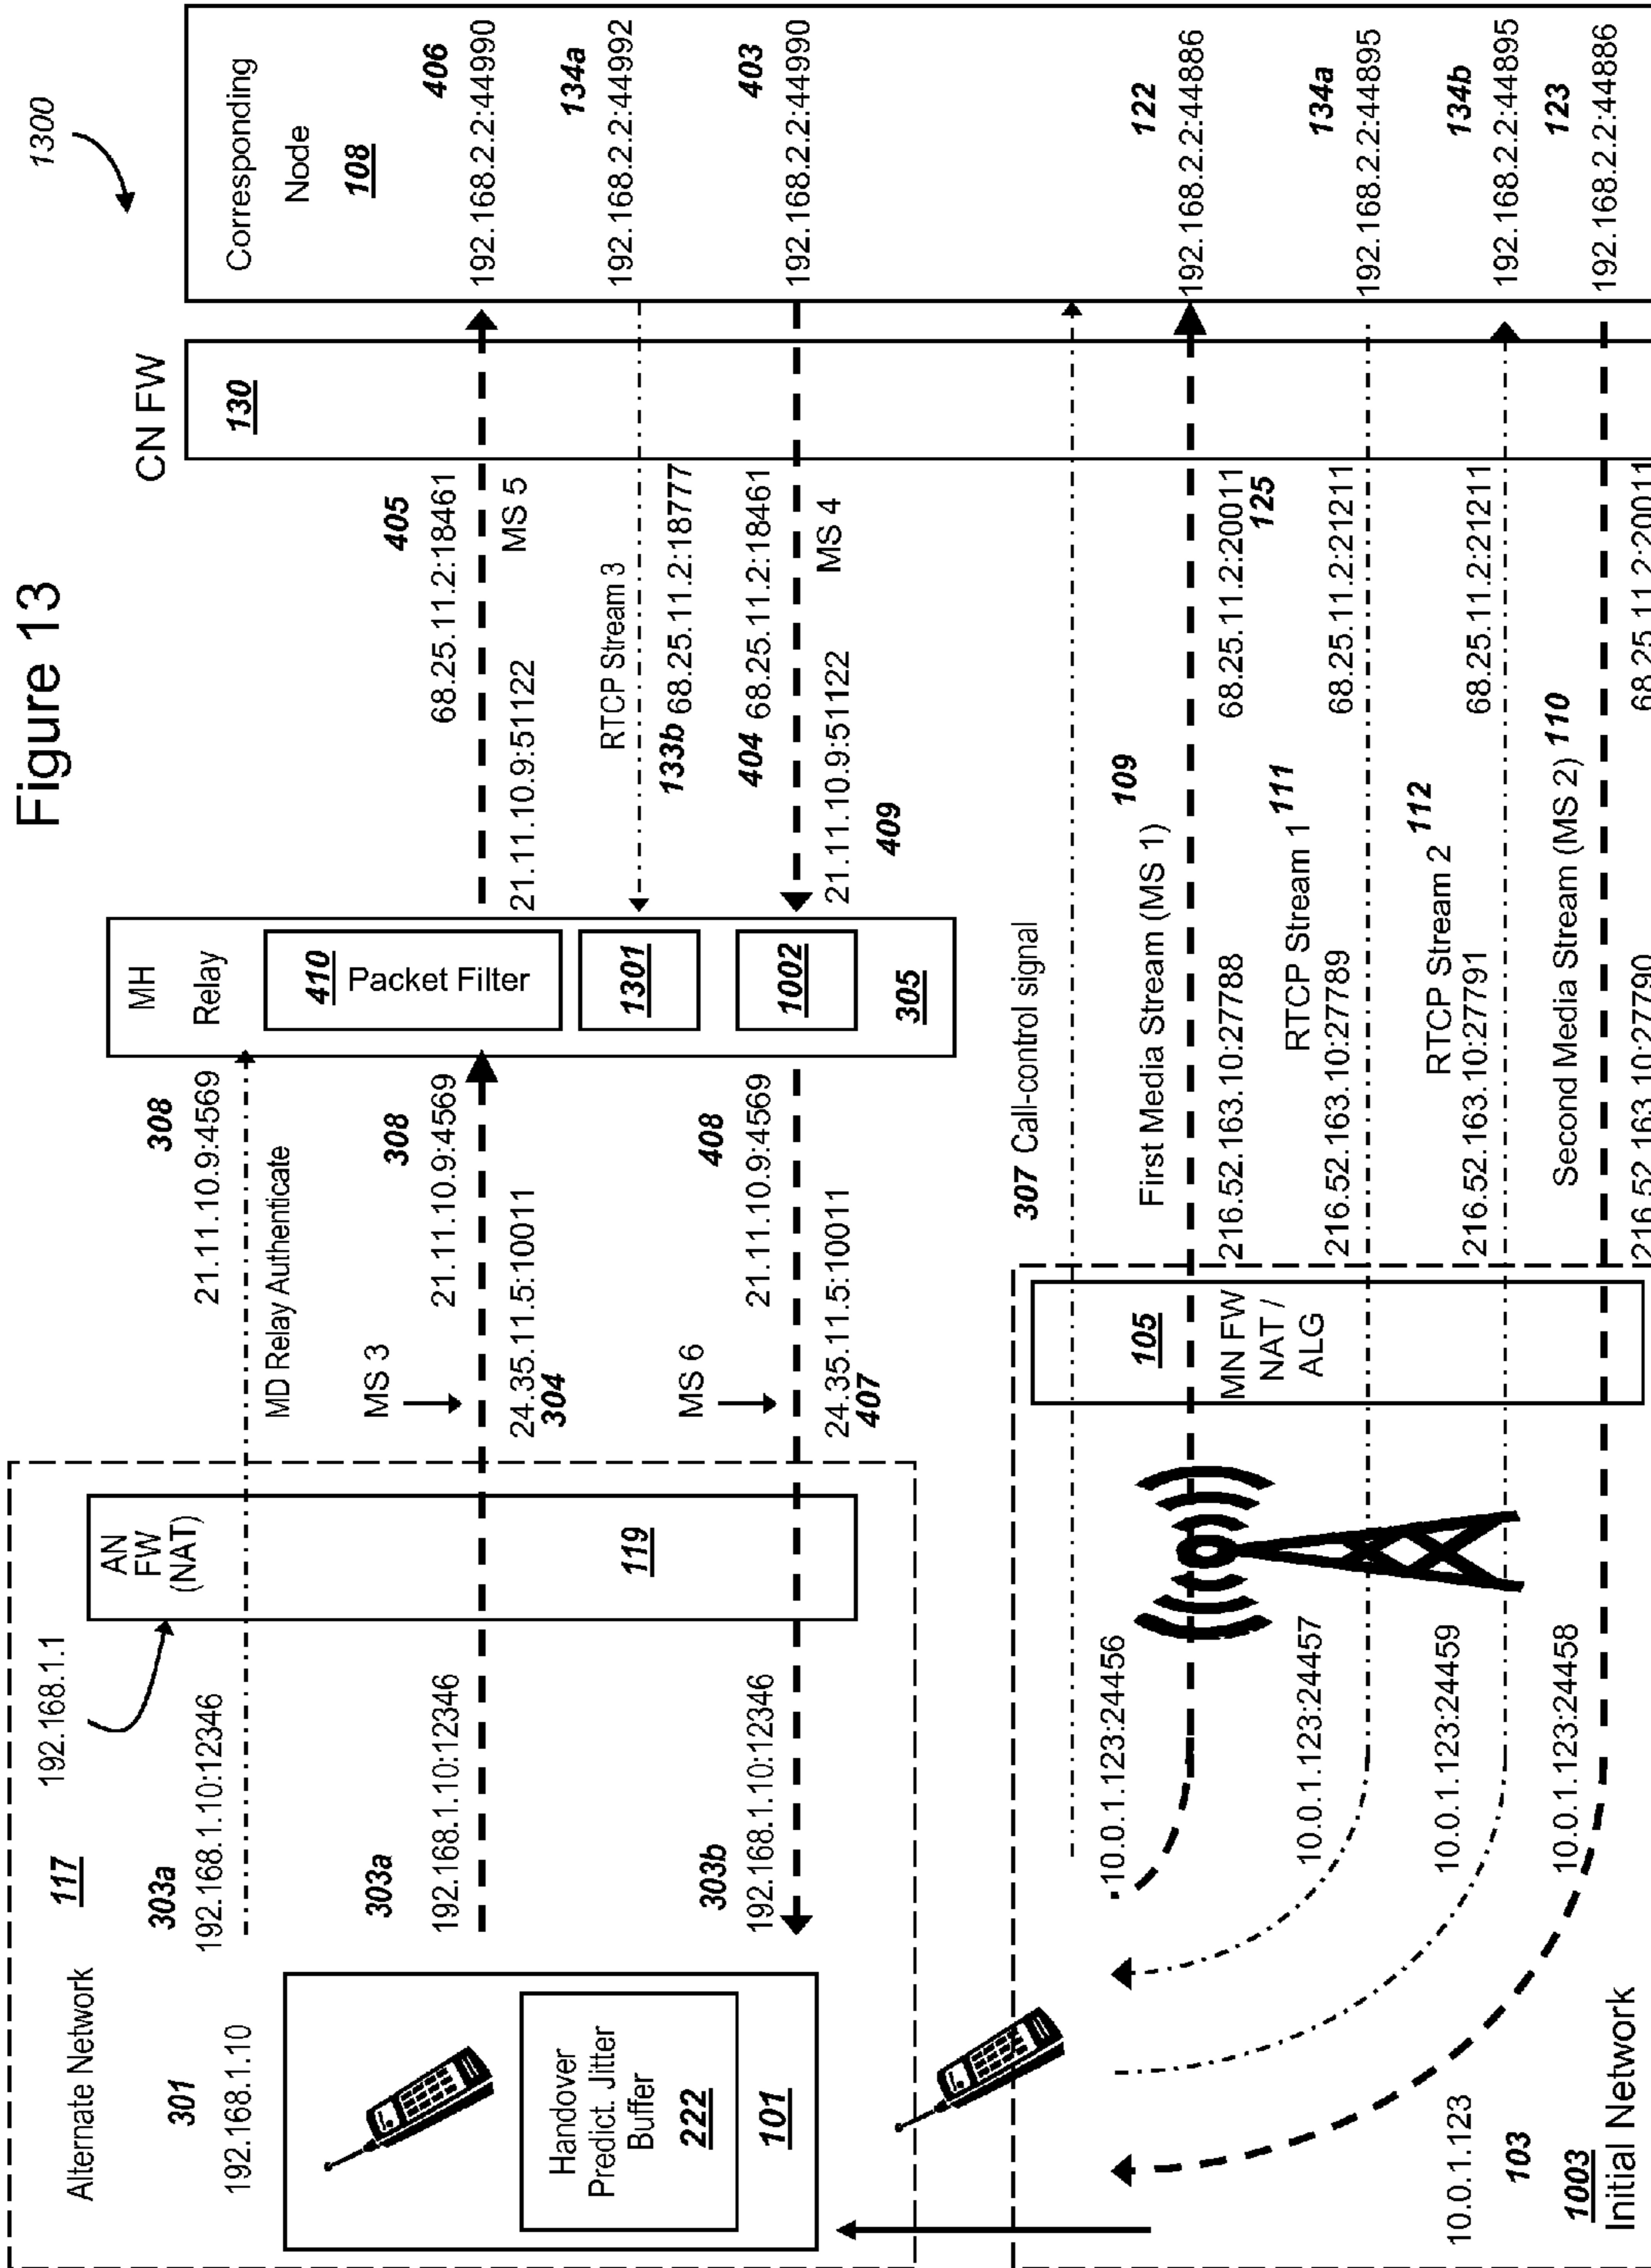 Figure 13
1300
Alternate Network
117
192.168.1.1
301
192.168.1.10
303a
192.168.1.10:12346
AN
FW
(NAT)
308
21.11.10.9:4569
MD Relay Authenticate
MH
Relay
CN FW
130
Corresponding
Node
108
303a
192.168.1.10:12346
MS 3
308
21.11.10.9:4569
24.35.11.5:10011
304
410 Packet Filter
405
68.25.11.2:18461
21.11.10.9:51122
MS 5
406
192.168.2.2:44990
Handover
Predict. Jitter
Buffer
222
101
119
1301
RTCP Stream 3
133b 68.25.11.2:18777
134a
192.168.2.2:44992
303b
192.168.1.10:12346
MS 6
408
21.11.10.9:4569
24.35.11.5:10011
407
1002
305
404 68.25.11.2:18461
21.11.10.9:51122
MS 4
409
403
192.168.2.2:44990
307 Call-control signal
10.0.1.123:24456
105
MN FW
NAT /
ALG
First Media Stream (MS 1)
109
216.52.163.10:27788
68.25.11.2:20011
125
122
192.168.2.2:44886
10.0.1.123:24457
RTCP Stream 1
111
216.52.163.10:27789
68.25.11.2:21211
134a
192.168.2.2:44895
10.0.1.123:24459
RTCP Stream 2
112
216.52.163.10:27791
68.25.11.2:21211
134b
192.168.2.2:44895
10.0.1.123:24458
Second Media Stream (MS 2) 110
216.52.163.10:27790
68.25.11.2:20011
123
192.168.2.2:44886
10.0.1.123
103
1003
Initial Network